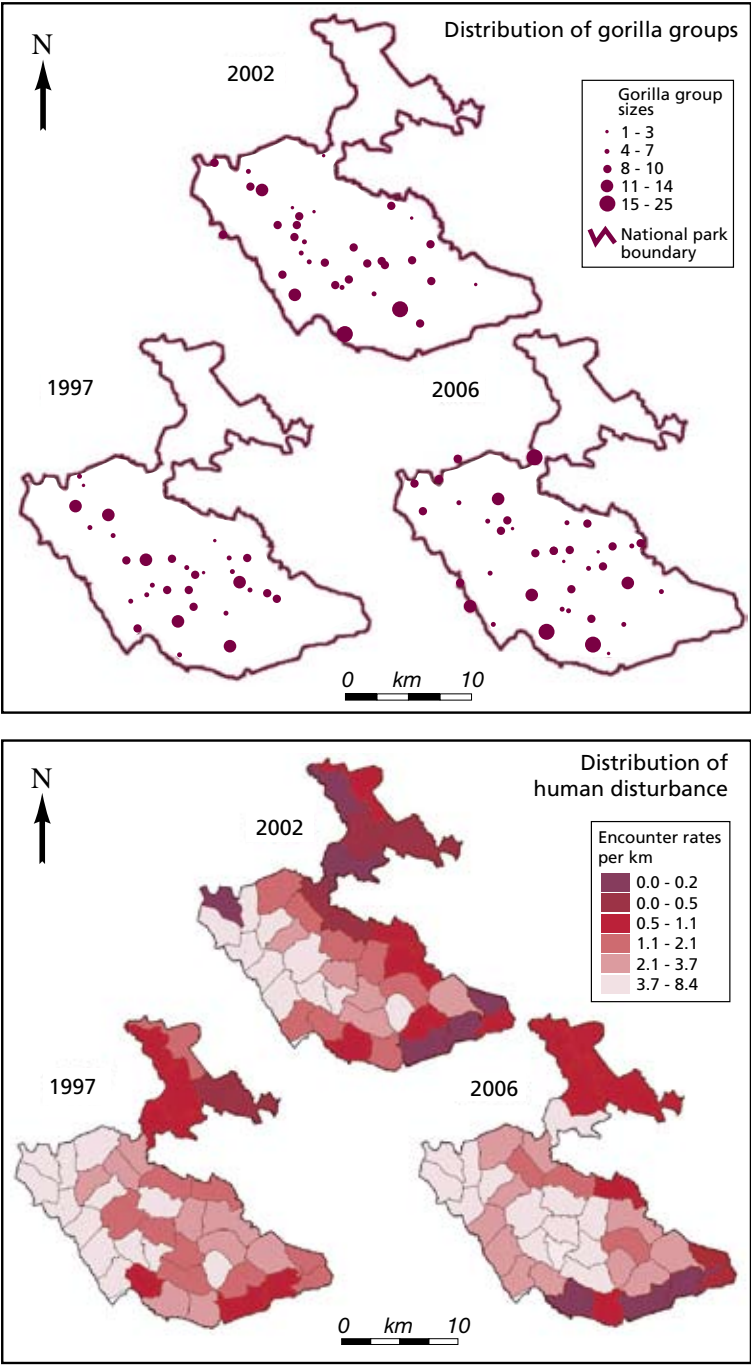 Distribution of gorilla groups
N
2002
Gorilla group
sizes
1 - 3
4 - 7
8 - 10
11 - 14
15 - 25
National park
boundary
1997
2006
0 km 10
Distribution of
human disturbance
N
2002
Encounter rates
per km
0.0 - 0.2
0.0 - 0.5
0.5 - 1.1
1.1 - 2.1
2.1 - 3.7
3.7 - 8.4
1997
2006
0 km 10